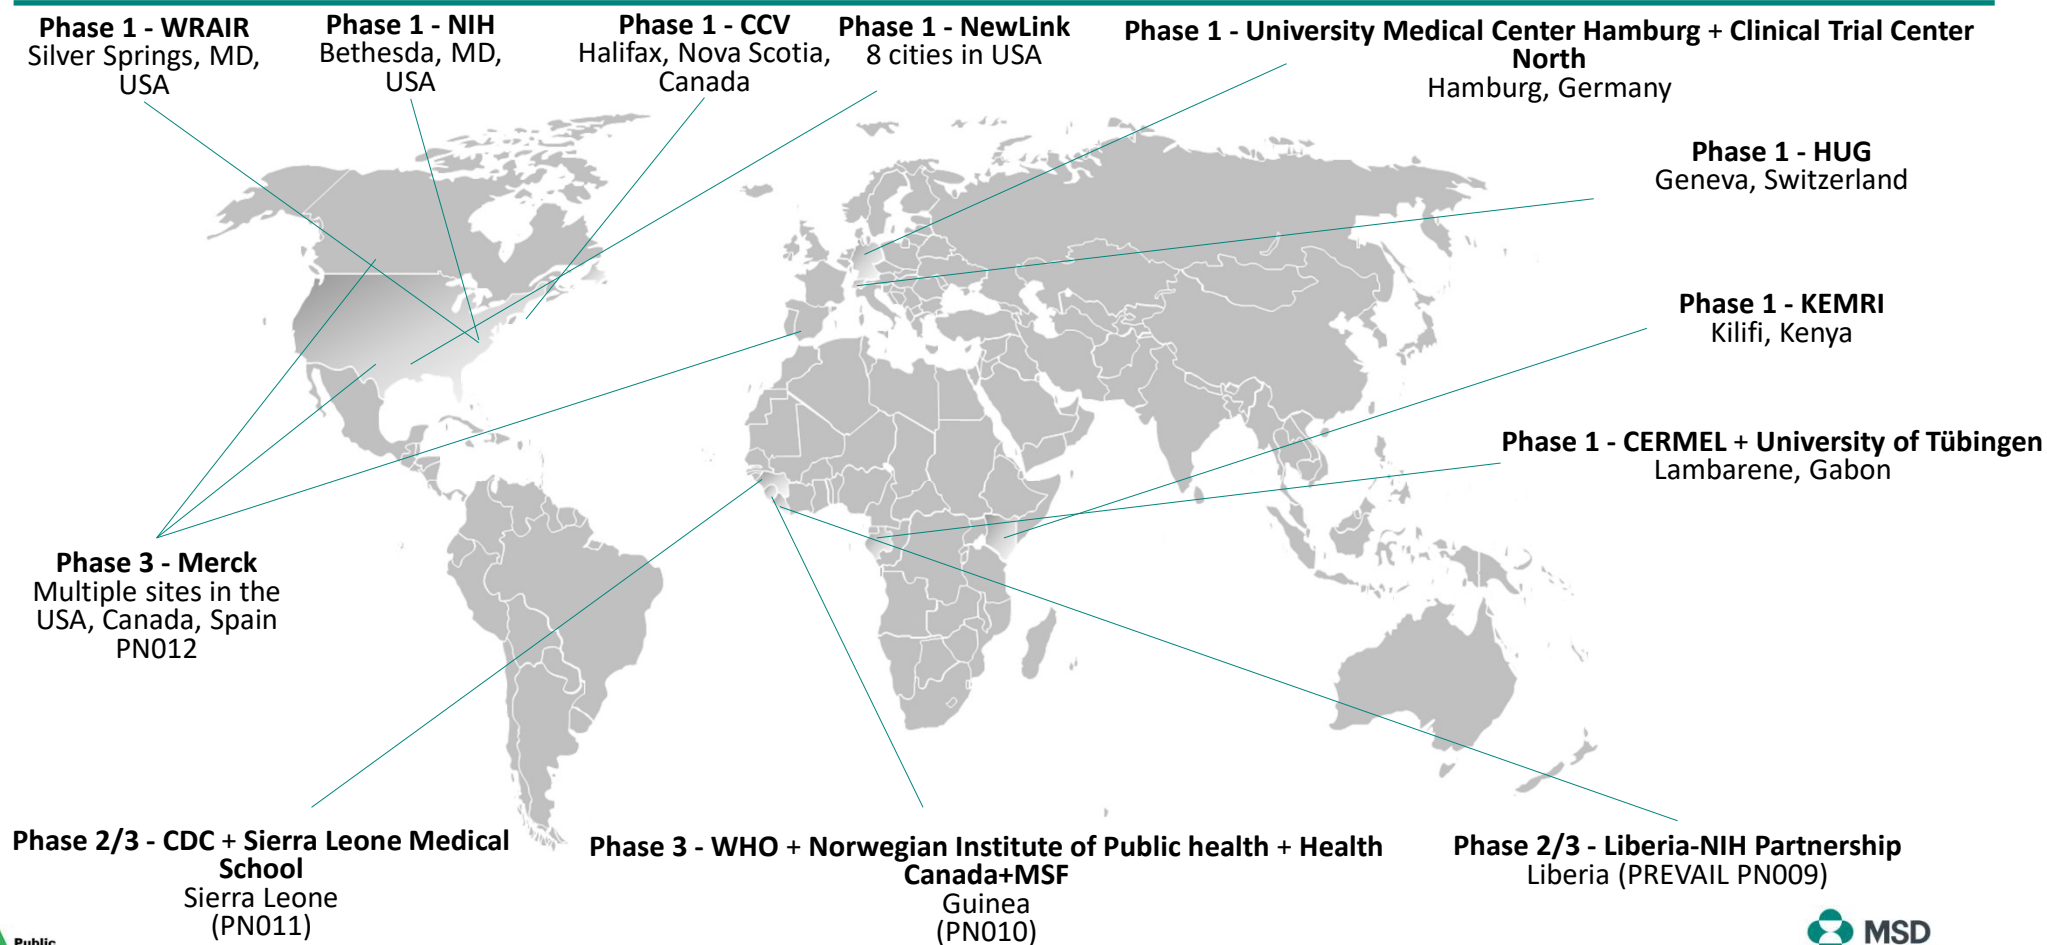 Phase 1 - WRAIR
Silver Springs, MD,
USA
Phase 1 - NIH
Bethesda, MD,
USA
Phase 1 - CCV
Halifax, Nova Scotia,
Canada
Phase 1 - NewLink
8 cities in USA
Phase 1 - University Medical Center Hamburg + Clinical Trial Center
North
Hamburg, Germany
Phase 1 - HUG
Geneva, Switzerland
Phase 1 - KEMRI
Kilifi, Kenya
Phase 1 - CERMEL + University of Tübingen
Lambarene, Gabon
Phase 3 - Merck
Multiple sites in the
USA, Canada, Spain
PN012
Phase 2/3 - CDC + Sierra Leone Medical
School
Sierra Leone
(PN011)
Phase 3 - WHO + Norwegian Institute of Public health + Health
Canada+MSF
Guinea
(PN010)
Phase 2/3 - Liberia-NIH Partnership
Liberia (PREVAIL PN009)
Public
MSD